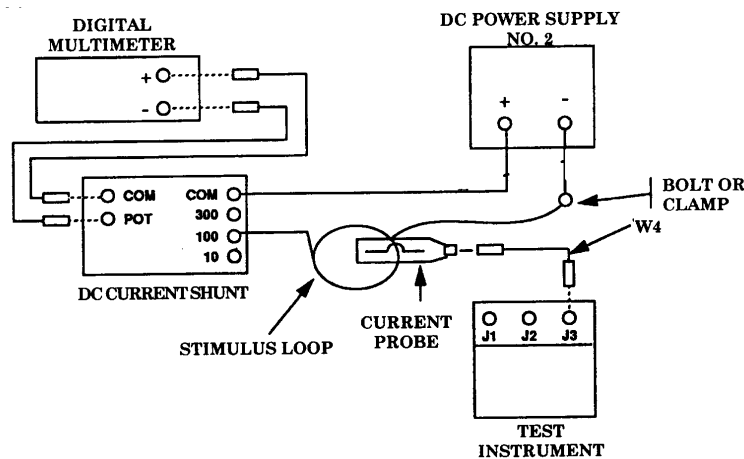 DIGITAL
MULTIMETER
+
-
DC POWER SUPPLY
NO. 2
+
-
BOLT OR
CLAMP
COM
POT
COM
300
100
10
DC CURRENT SHUNT
W4
STIMULUS LOOP
CURRENT
PROBE
J1 J2 J3
TEST
INSTRUMENT